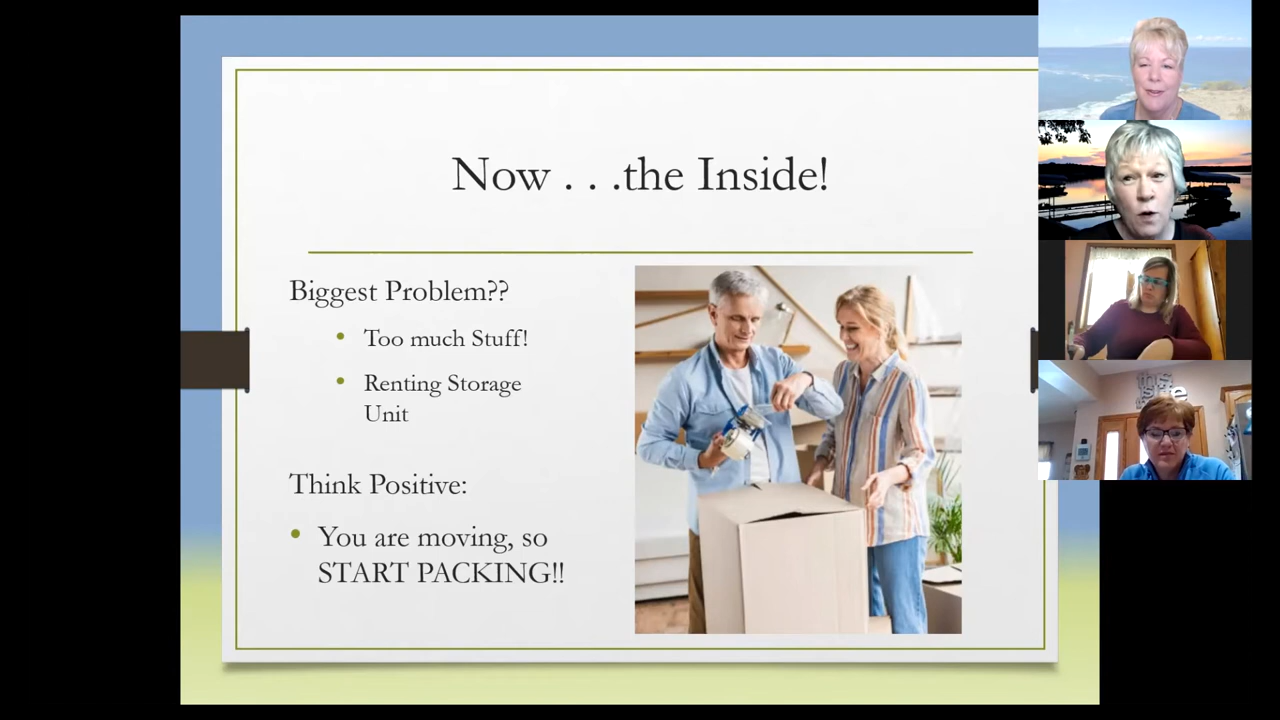 Now . . .the Inside!
Biggest Problem??
Too much Stuff!
Renting Storage
Unit
Think Positive:
You are moving, so
START PACKING!!